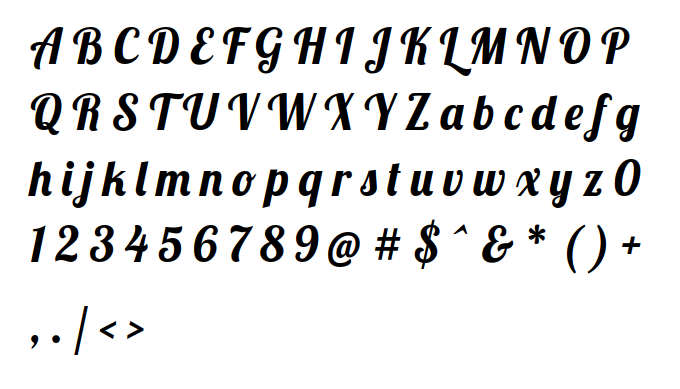 A B C D E F G H I J K L M N O P
Q R S T U V W X Y Z a b c d e f g
h i j k l m n o p q r s t u v w x y z 0
1 2 3 4 5 6 7 8 9 @ # $ ^ & * ( ) +
, . | < >